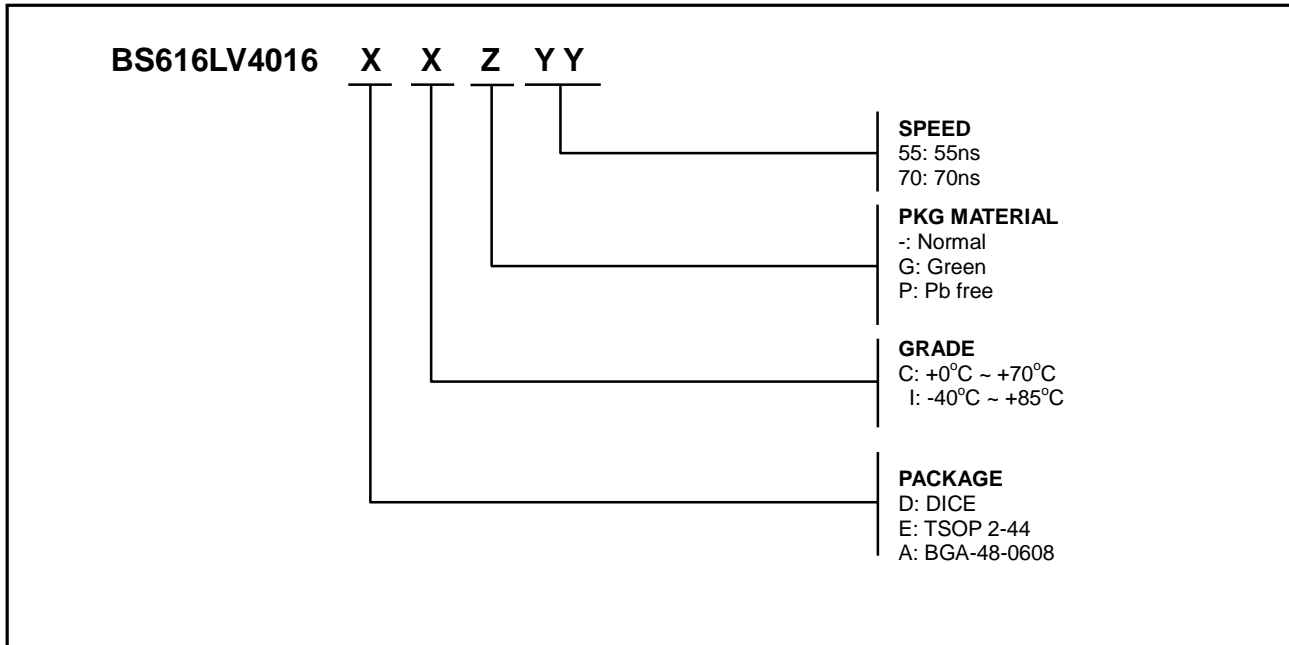 BS616LV4016 X X Z Y Y
SPEED
55: 55ns
70: 70ns
PKG MATERIAL
-: Normal
G: Green
P: Pb free
GRADE
C: +0°C ~ +70°C
I: -40°C ~ +85°C
PACKAGE
D: DICE
E: TSOP 2-44
A: BGA-48-0608